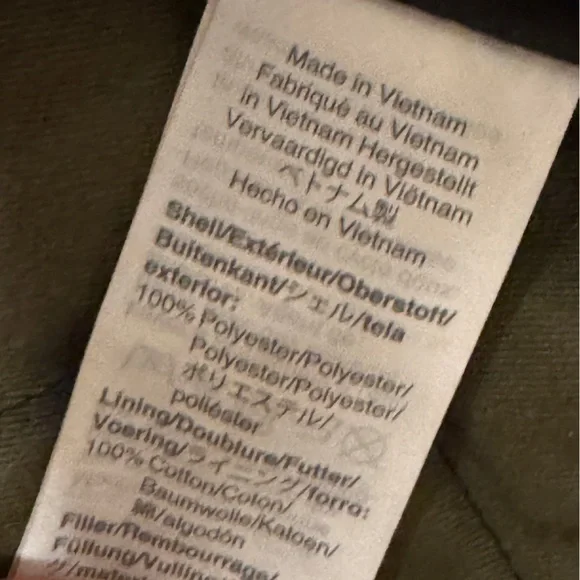 Made in Vietnam
Fabriqué au Vietnam
in Vietnam Hergestellt
Vervaardigd in Viëtnam
ベトナム製
Hecho en Vietnam
Shell/Extérieur/Oberstoff/
Buitenkant/シェル/tela
exterior:
100% Polyester/Polyester/
Polyester/Polyester/
ポリエステル/
poliéster
Lining/Doublure/Futter/
Voering/ライニング/forro:
100% Cotton/Coton/
Baumwolle/Katoen/
綿/algodón
Filler/Rembourrage/
Füllung/Vulling/